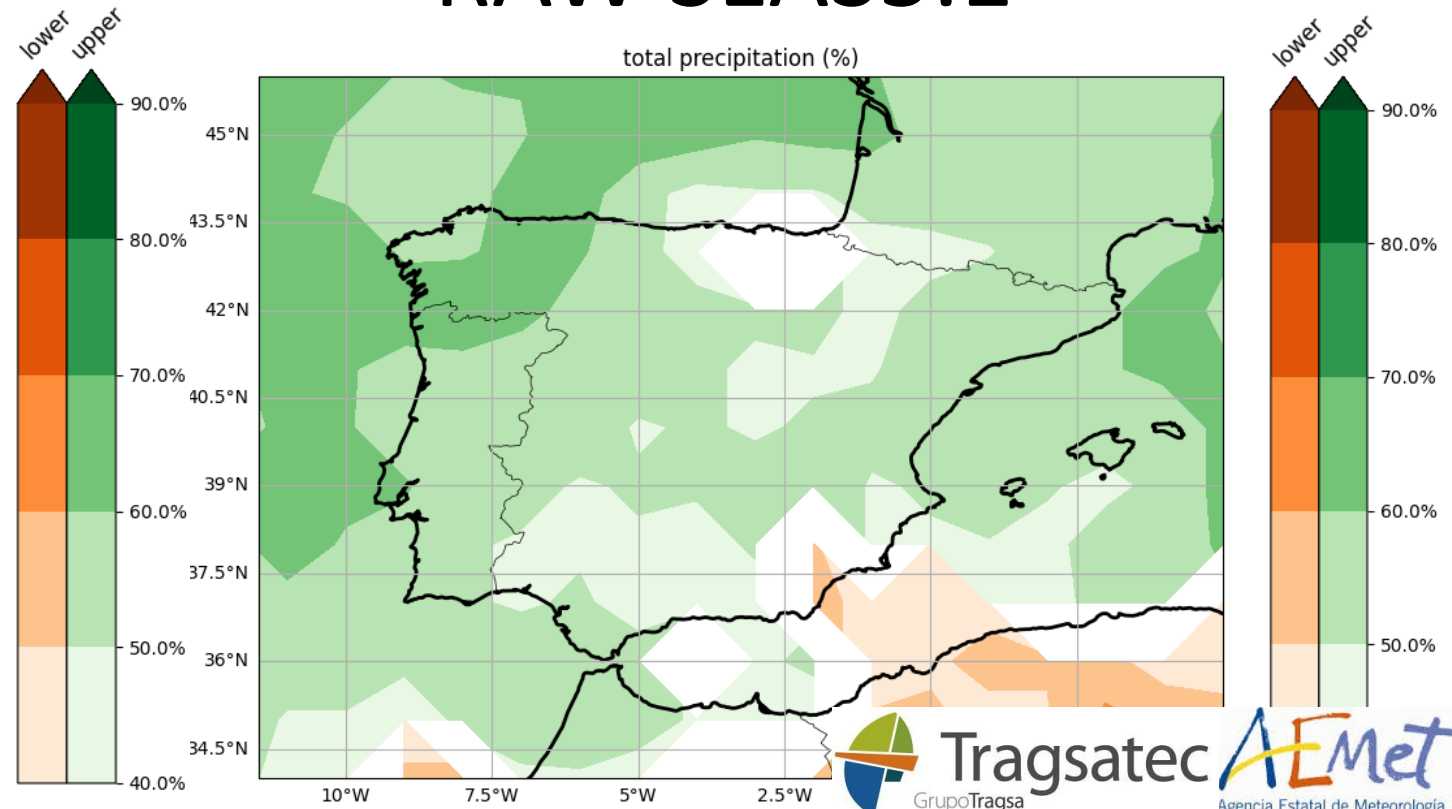 RAW CLASSIC
total precipitation (%)
lower
upper
90.0%
80.0%
70.0%
60.0%
50.0%
40.0%
45°N
43.5°N
42°N
40.5°N
39°N
37.5°N
36°N
34.5°N
10°W
7.5°W
5°W
2.5°W
lower
upper
90.0%
80.0%
70.0%
60.0%
50.0%
Tragsatec
GrupoTragsa
AEMet
Agencia Estatal de Meteorología